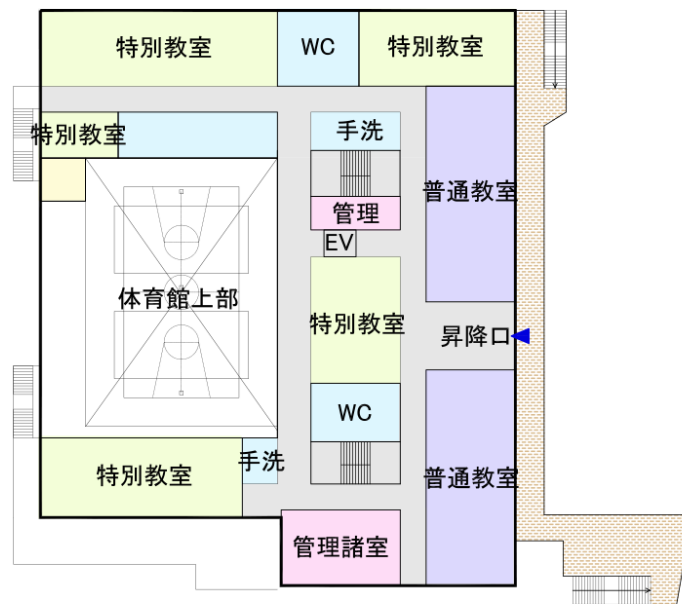 特別教室
WC
特別教室
特別教室
手洗
普通教室
管理
EV
体育館上部
特別教室
昇降口
WC
特別教室
手洗
普通教室
管理諸室